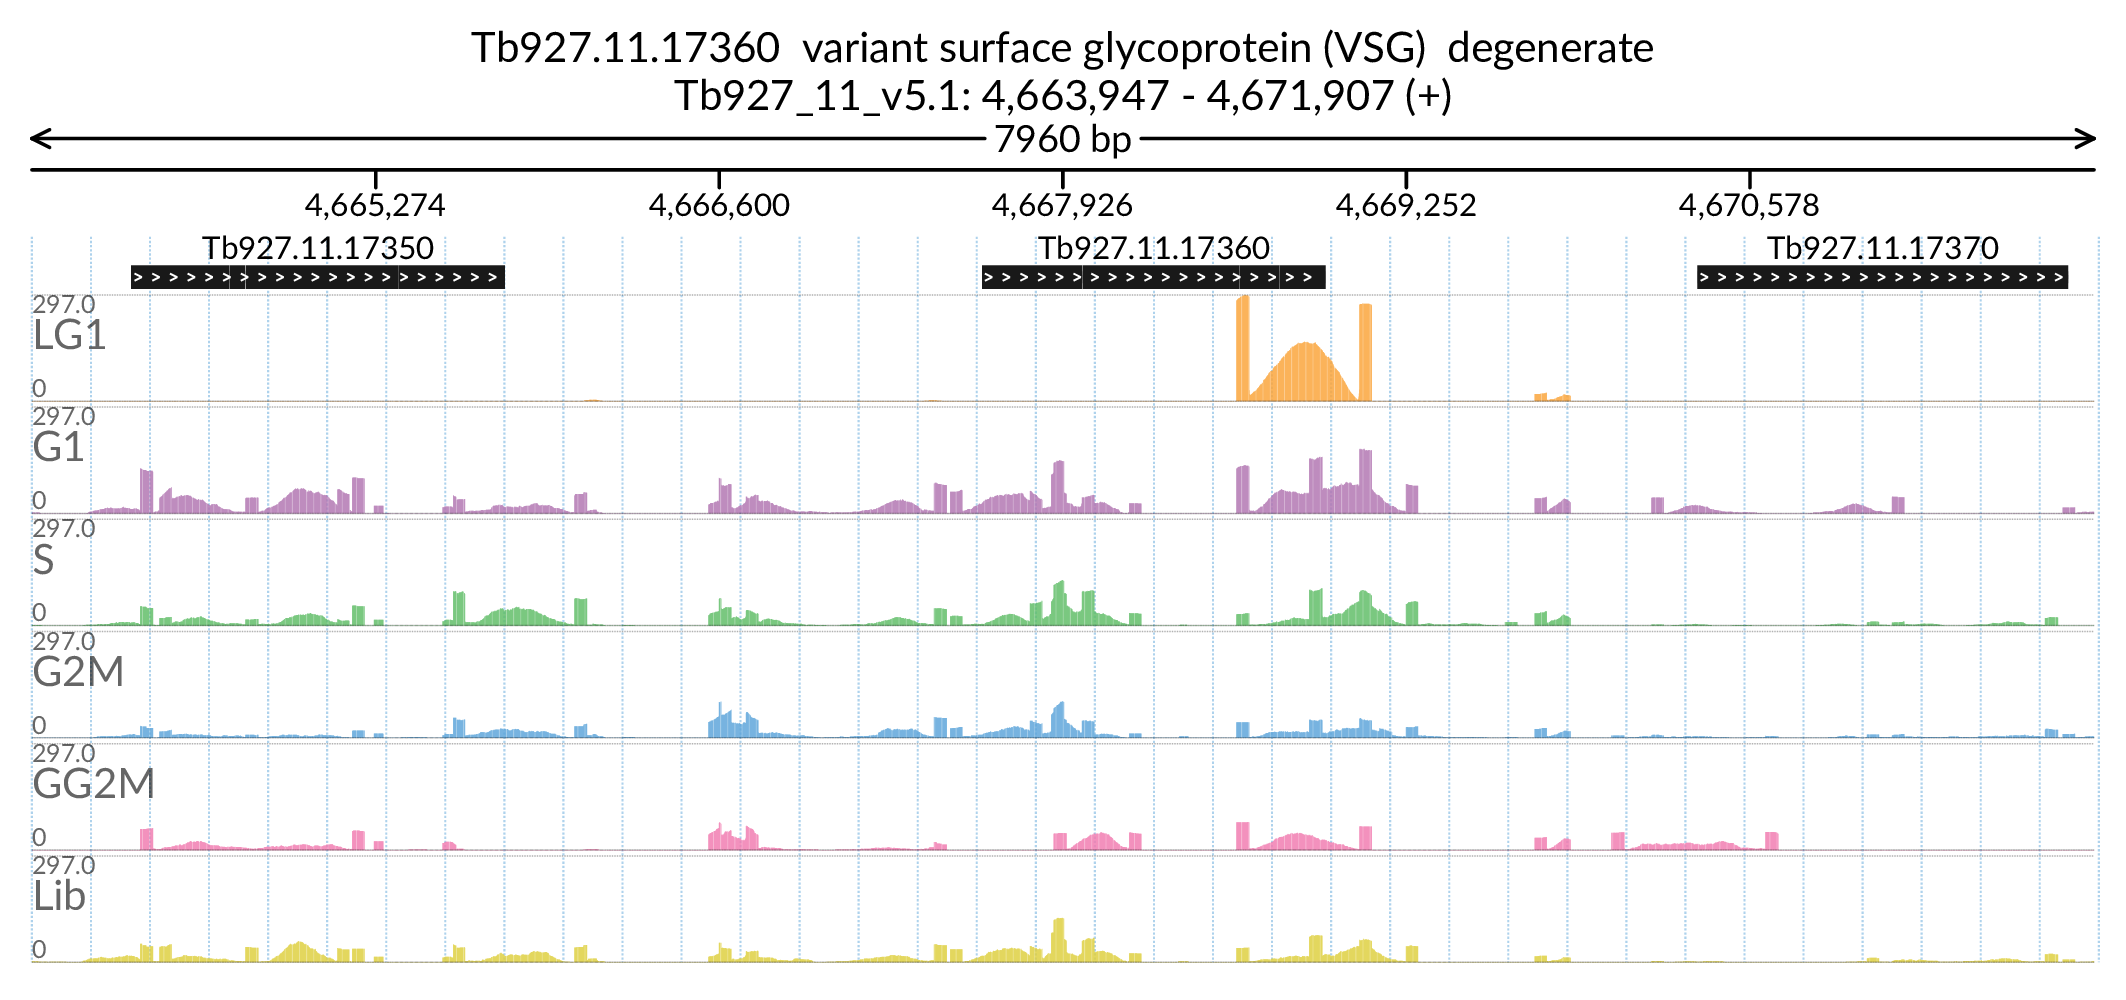 Tb927.11.17360  variant surface glycoprotein (VSG)  degenerate
Tb927_11_v5.1: 4,663,947 - 4,671,907 (+)
7960 bp
4,665,274 4,666,600 4,667,926 4,669,252 4,670,578
Tb927.11.17350 Tb927.11.17360 Tb927.11.17370
297.0
LG1
0
297.0
G1
0
297.0
S
0
297.0
G2M
0
297.0
GG2M
0
297.0
Lib
0